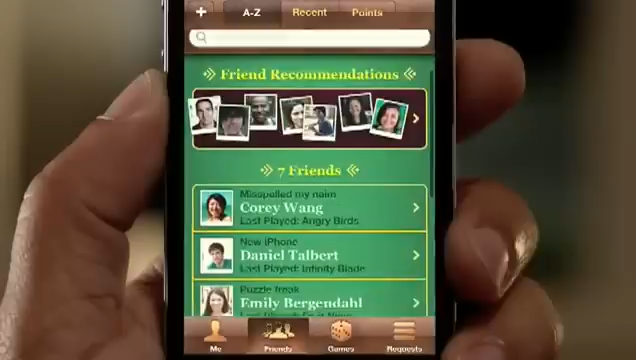 A-Z Recent Points
Friend Recommendations
7 Friends
Misspelled my naim
Corey Wang
Last Played: Angry Birds
New iPhone
Daniel Talbert
Last Played: Infinity Blade
Puzzle freak
Emily Bergendahl
Me Friends Games Requests